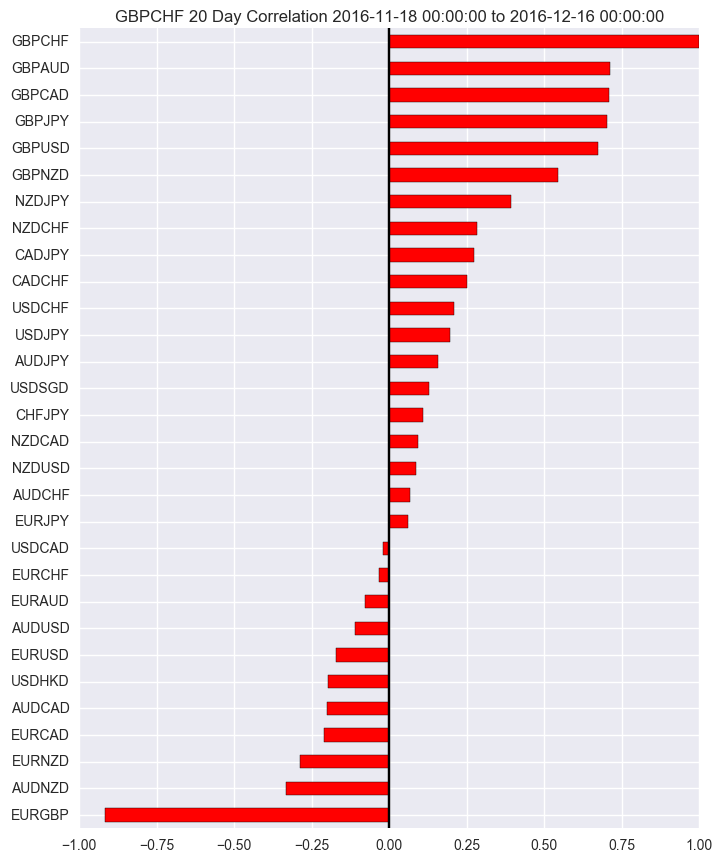 GBPCHF 20 Day Correlation 2016-11-18 00:00:00 to 2016-12-16 00:00:00
GBPCHF
GBPAUD
GBPCAD
GBPJPY
GBPUSD
GBPNZD
NZDJPY
NZDCHF
CADJPY
CADCHF
USDCHF
USDJPY
AUDJPY
USDSGD
CHFJPY
NZDCAD
NZDUSD
AUDCHF
EURJPY
USDCAD
EURCHF
EURAUD
AUDUSD
EURUSD
USDHKD
AUDCAD
EURCAD
EURNZD
AUDNZD
EURGBP
−1.00 −0.75 −0.50 −0.25 0.00 0.25 0.50 0.75 1.00